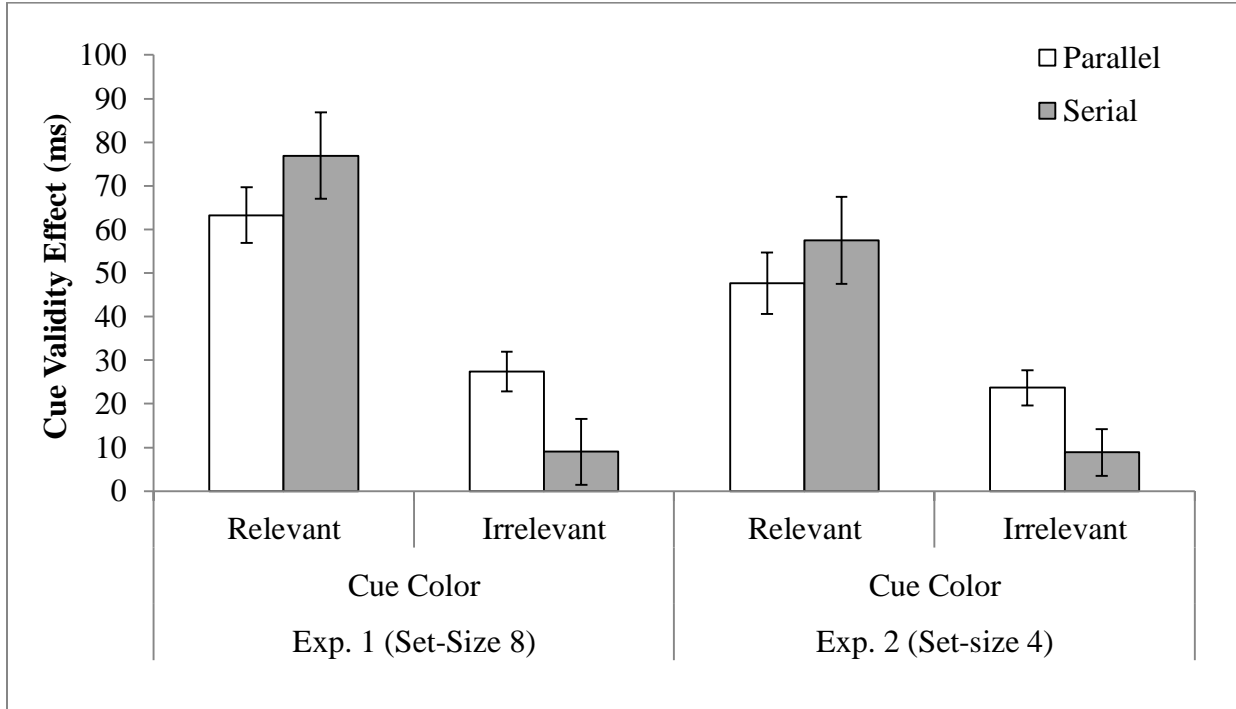 100
90
80
70
60
50
40
30
20
10
0
Cue Validity Effect (ms)
Parallel
Serial
Relevant Irrelevant Relevant Irrelevant
Cue Color Cue Color
Exp. 1 (Set-Size 8) Exp. 2 (Set-size 4)